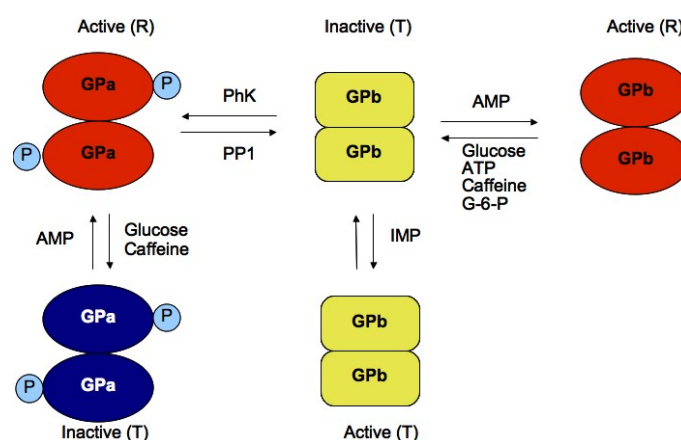 Active (R)
Inactive (T)
Active (R)
GPa
P
GPa
P
PhK
PP1
GPb
GPb
AMP
Glucose
ATP
Caffeine
G-6-P
GPb
GPb
AMP
Glucose
Caffeine
IMP
GPa
P
GPa
P
GPb
GPb
Inactive (T)
Active (T)